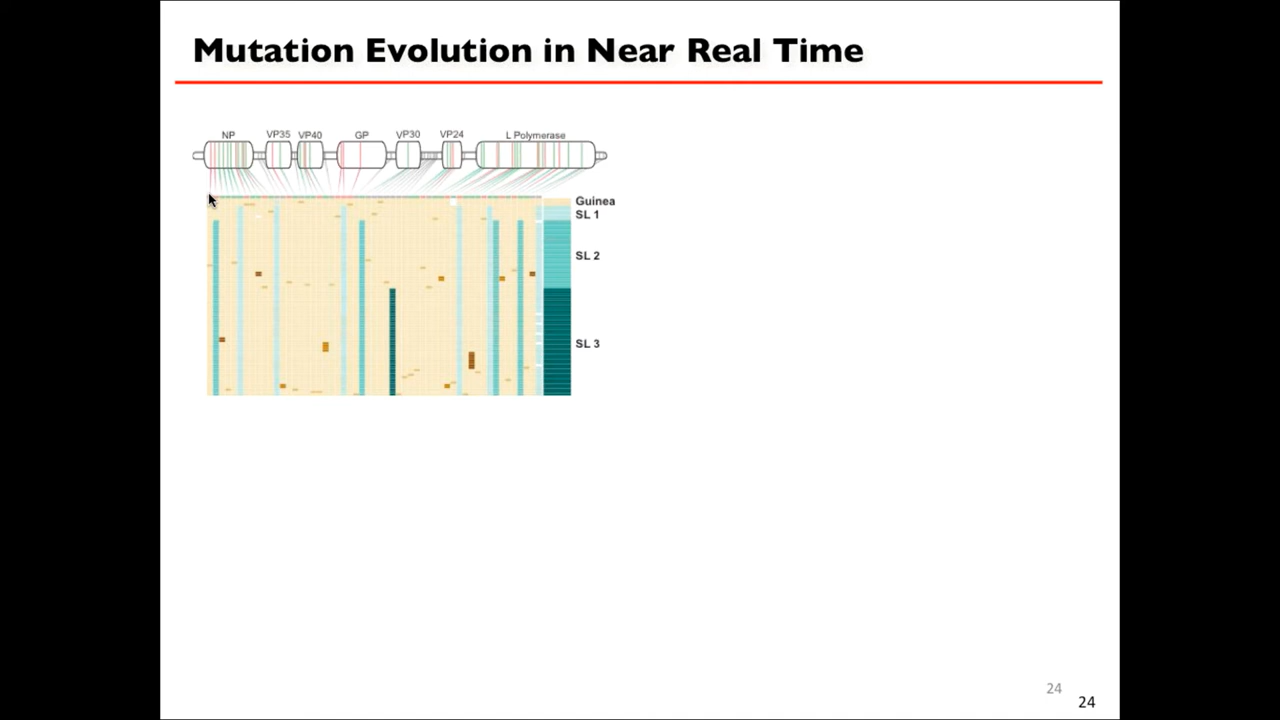 Mutation Evolution in Near Real Time
NP VP35 VP40 GP VP30 VP24 L Polymerase
Guinea
SL 1
SL 2
SL 3
24
24